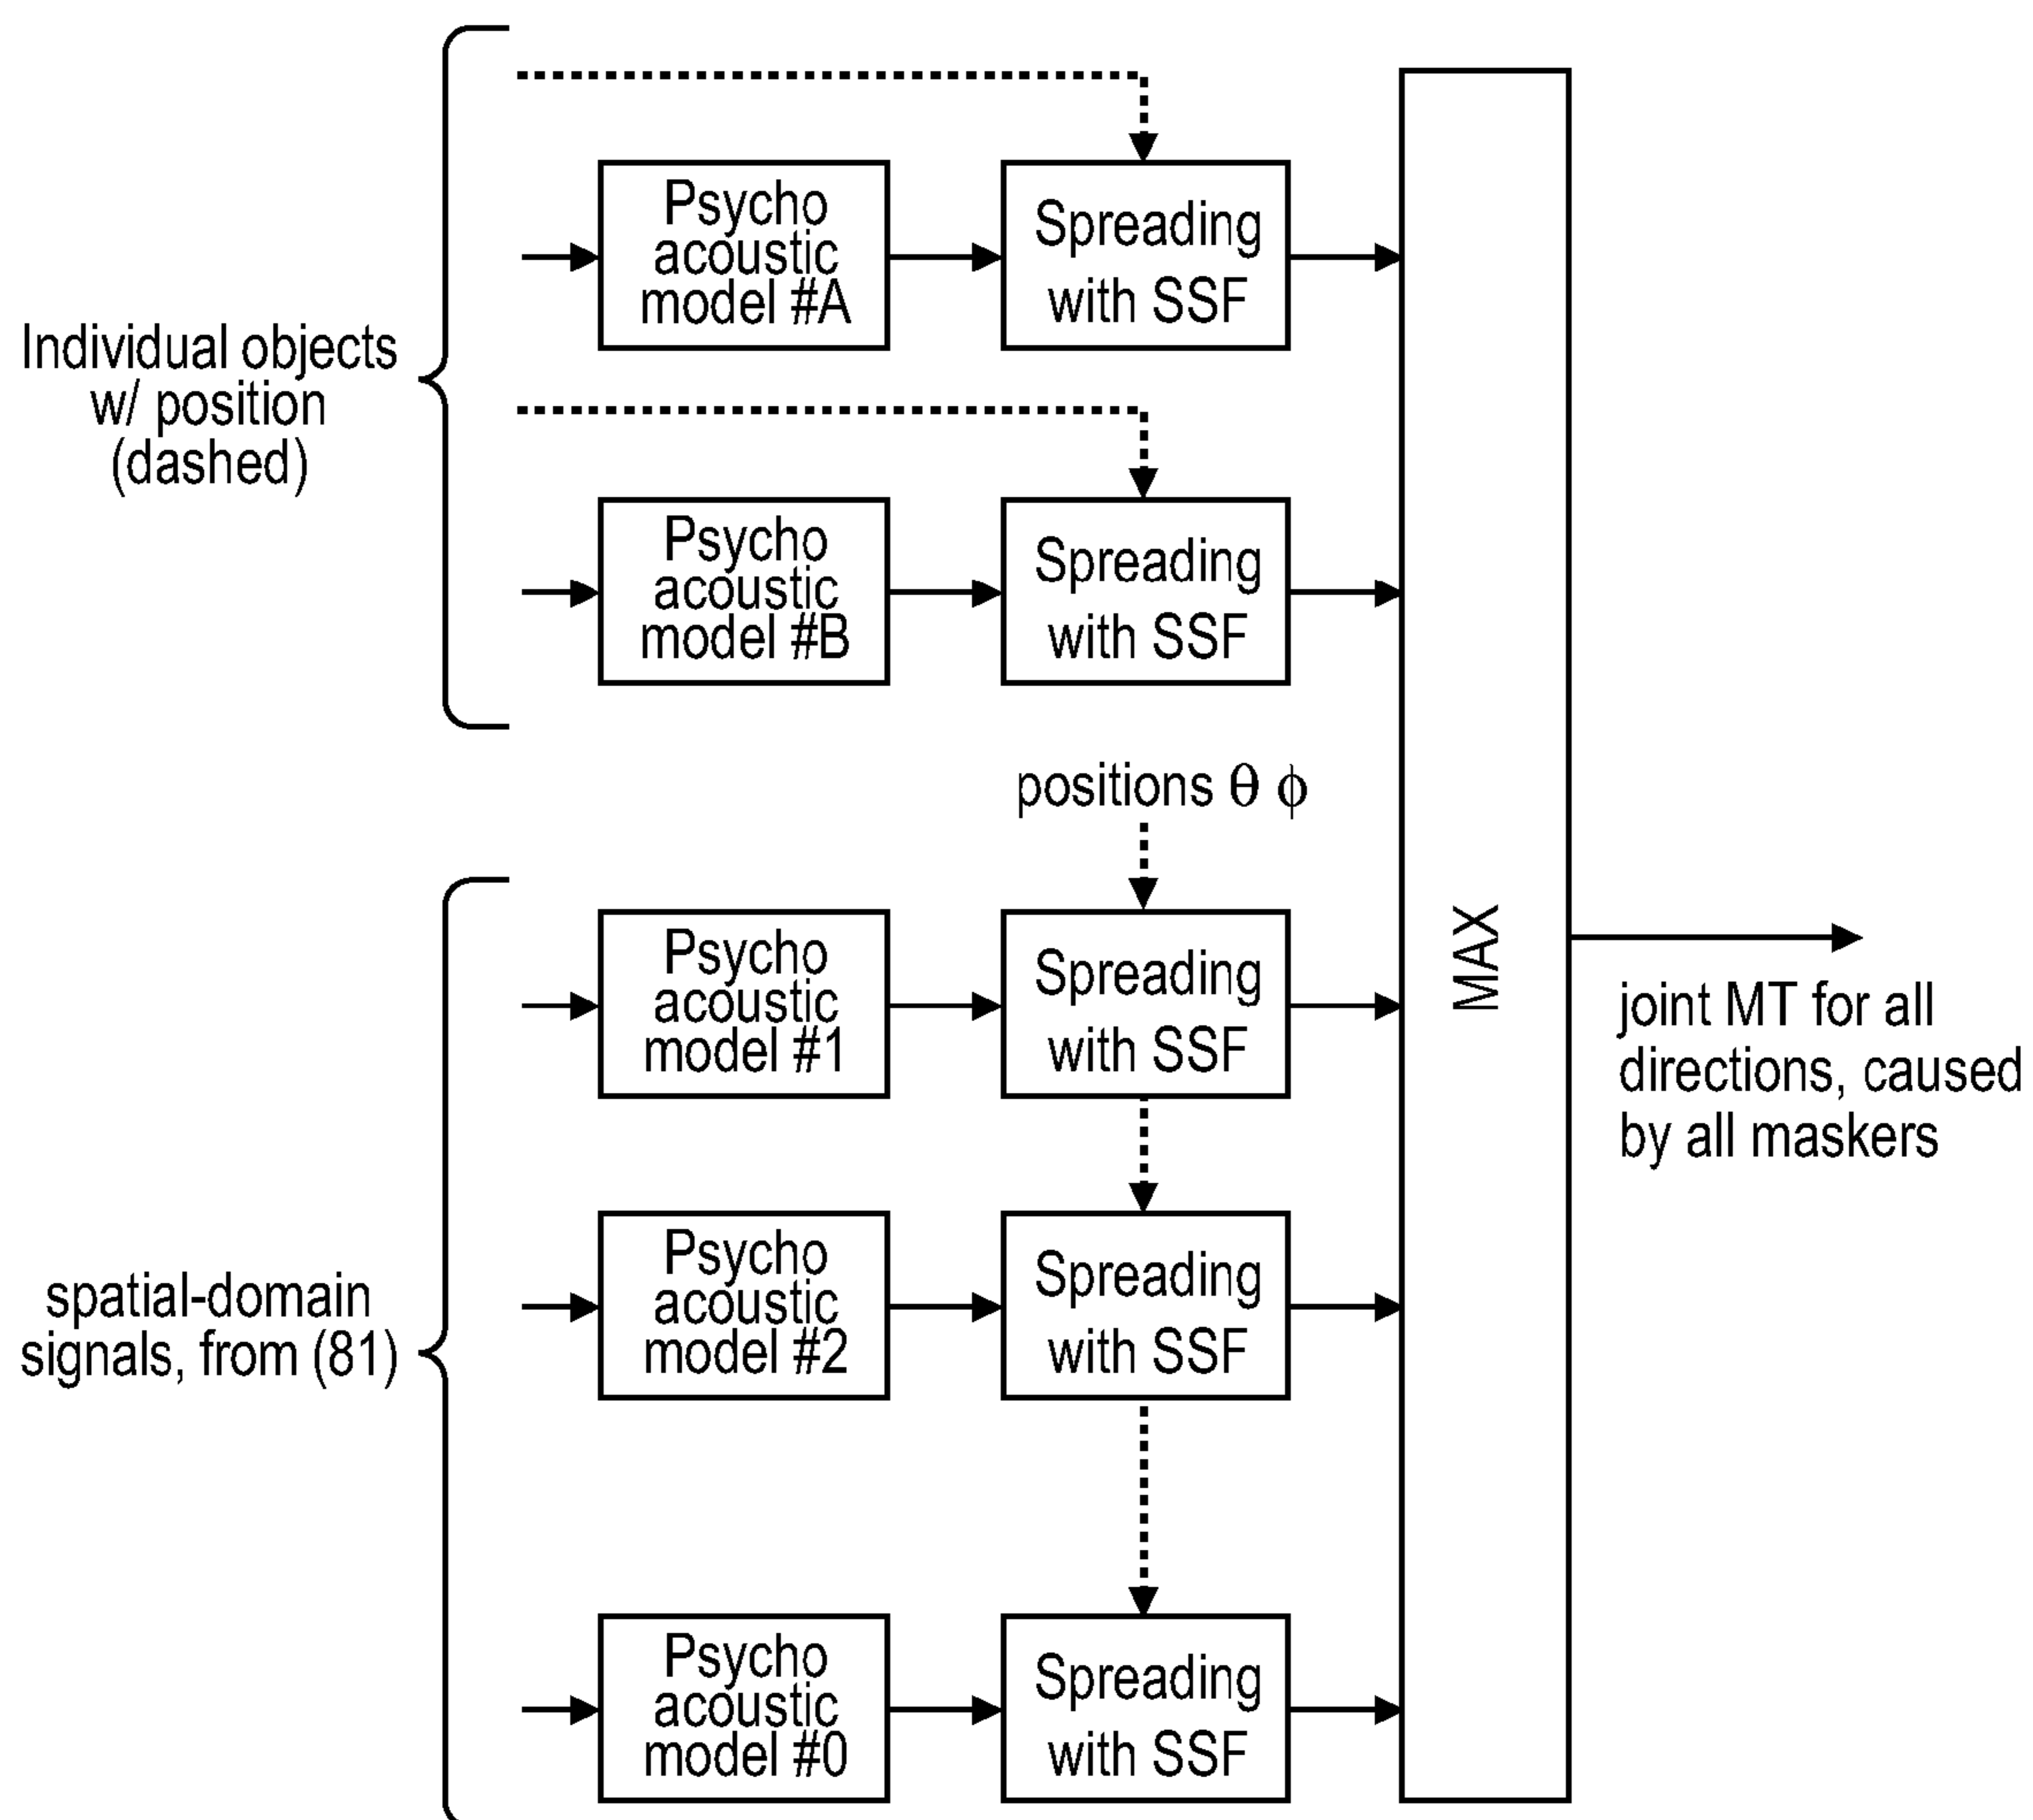 Individual objects
w/ position
(dashed)
Psycho
acoustic
model #A
Spreading
with SSF
Psycho
acoustic
model #B
Spreading
with SSF
positions θ ϕ
spatial-domain
signals, from (81)
Psycho
acoustic
model #1
Spreading
with SSF
Psycho
acoustic
model #2
Spreading
with SSF
Psycho
acoustic
model #0
Spreading
with SSF
MAX
joint MT for all
directions, caused
by all maskers